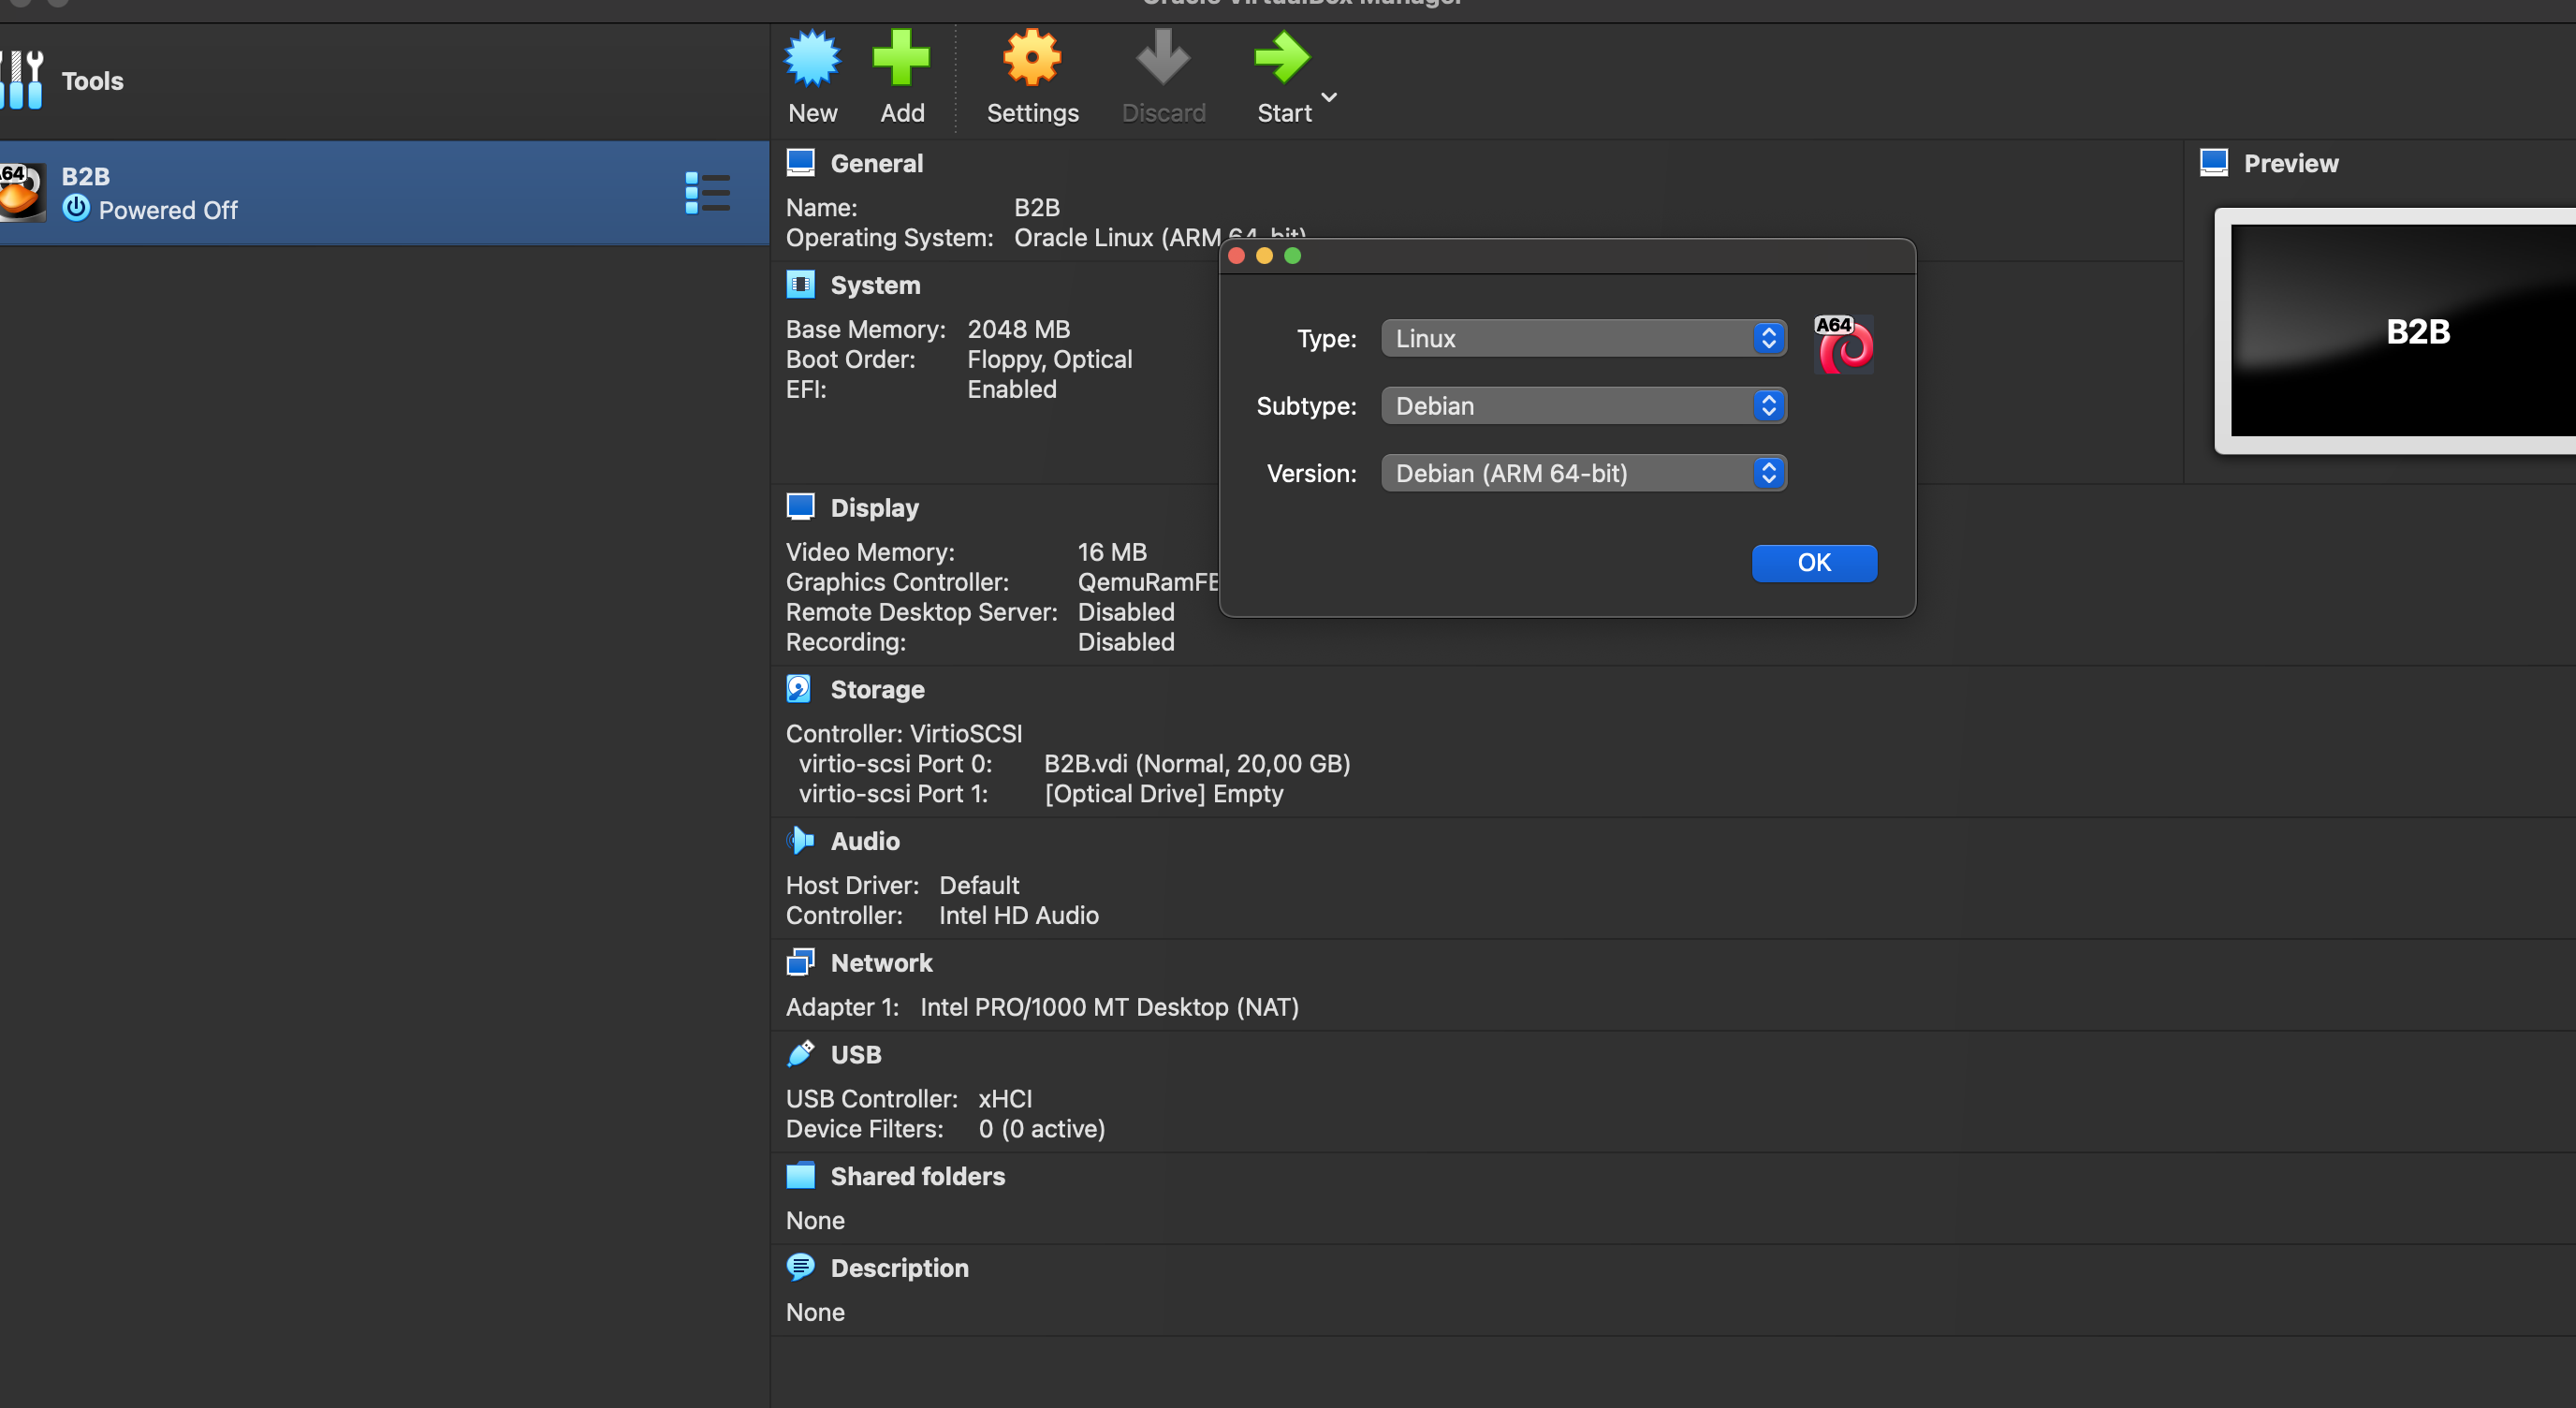 Oracle VirtualBox Manager
Tools
New
Add
Settings
Discard
Start
A64
B2B
Powered Off
General
Name: B2B
Operating System: Oracle Linux (ARM 64-bit)
Preview
B2B
System
Base Memory: 2048 MB
Boot Order: Floppy, Optical
EFI: Enabled
Type: Linux
A64
Subtype: Debian
Version: Debian (ARM 64-bit)
OK
Display
Video Memory: 16 MB
Graphics Controller: QemuRamFB
Remote Desktop Server: Disabled
Recording: Disabled
Storage
Controller: VirtioSCSI
virtio-scsi Port 0: B2B.vdi (Normal, 20,00 GB)
virtio-scsi Port 1: [Optical Drive] Empty
Audio
Host Driver: Default
Controller: Intel HD Audio
Network
Adapter 1: Intel PRO/1000 MT Desktop (NAT)
USB
USB Controller: xHCI
Device Filters: 0 (0 active)
Shared folders
None
Description
None